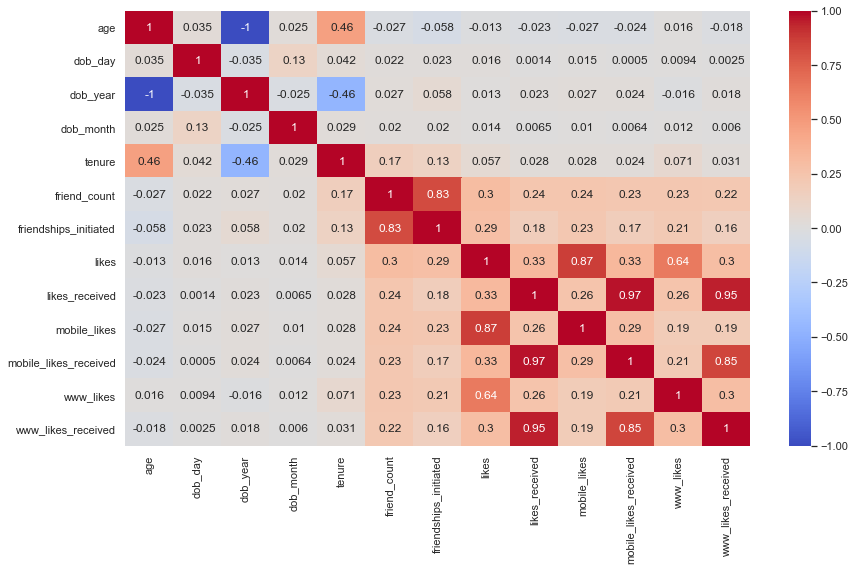 age 1 0.035 -1 0.025 0.46 -0.027 -0.058 -0.013 -0.023 -0.027 -0.024 0.016 -0.018
dob_day 0.035 1 -0.035 0.13 0.042 0.022 0.023 0.016 0.0014 0.015 0.0005 0.0094 0.0025
dob_year -1 -0.035 1 -0.025 -0.46 0.027 0.058 0.013 0.023 0.027 0.024 -0.016 0.018
dob_month 0.025 0.13 -0.025 1 0.029 0.02 0.02 0.014 0.0065 0.01 0.0064 0.012 0.006
tenure 0.46 0.042 -0.46 0.029 1 0.17 0.13 0.057 0.028 0.028 0.024 0.071 0.031
friend_count -0.027 0.022 0.027 0.02 0.17 1 0.83 0.3 0.24 0.24 0.23 0.23 0.22
friendships_initiated -0.058 0.023 0.058 0.02 0.13 0.83 1 0.29 0.18 0.23 0.17 0.21 0.16
likes -0.013 0.016 0.013 0.014 0.057 0.3 0.29 1 0.33 0.87 0.33 0.64 0.3
likes_received -0.023 0.0014 0.023 0.0065 0.028 0.24 0.18 0.33 1 0.26 0.97 0.26 0.95
mobile_likes -0.027 0.015 0.027 0.01 0.028 0.24 0.23 0.87 0.26 1 0.29 0.19 0.19
mobile_likes_received -0.024 0.0005 0.024 0.0064 0.024 0.23 0.17 0.33 0.97 0.29 1 0.21 0.85
www_likes 0.016 0.0094 -0.016 0.012 0.071 0.23 0.21 0.64 0.26 0.19 0.21 1 0.3
www_likes_received -0.018 0.0025 0.018 0.006 0.031 0.22 0.16 0.3 0.95 0.19 0.85 0.3 1
age
dob_day
dob_year
dob_month
tenure
friend_count
friendships_initiated
likes
likes_received
mobile_likes
mobile_likes_received
www_likes
www_likes_received
1.00
0.75
0.50
0.25
0.00
−0.25
−0.50
−0.75
−1.00